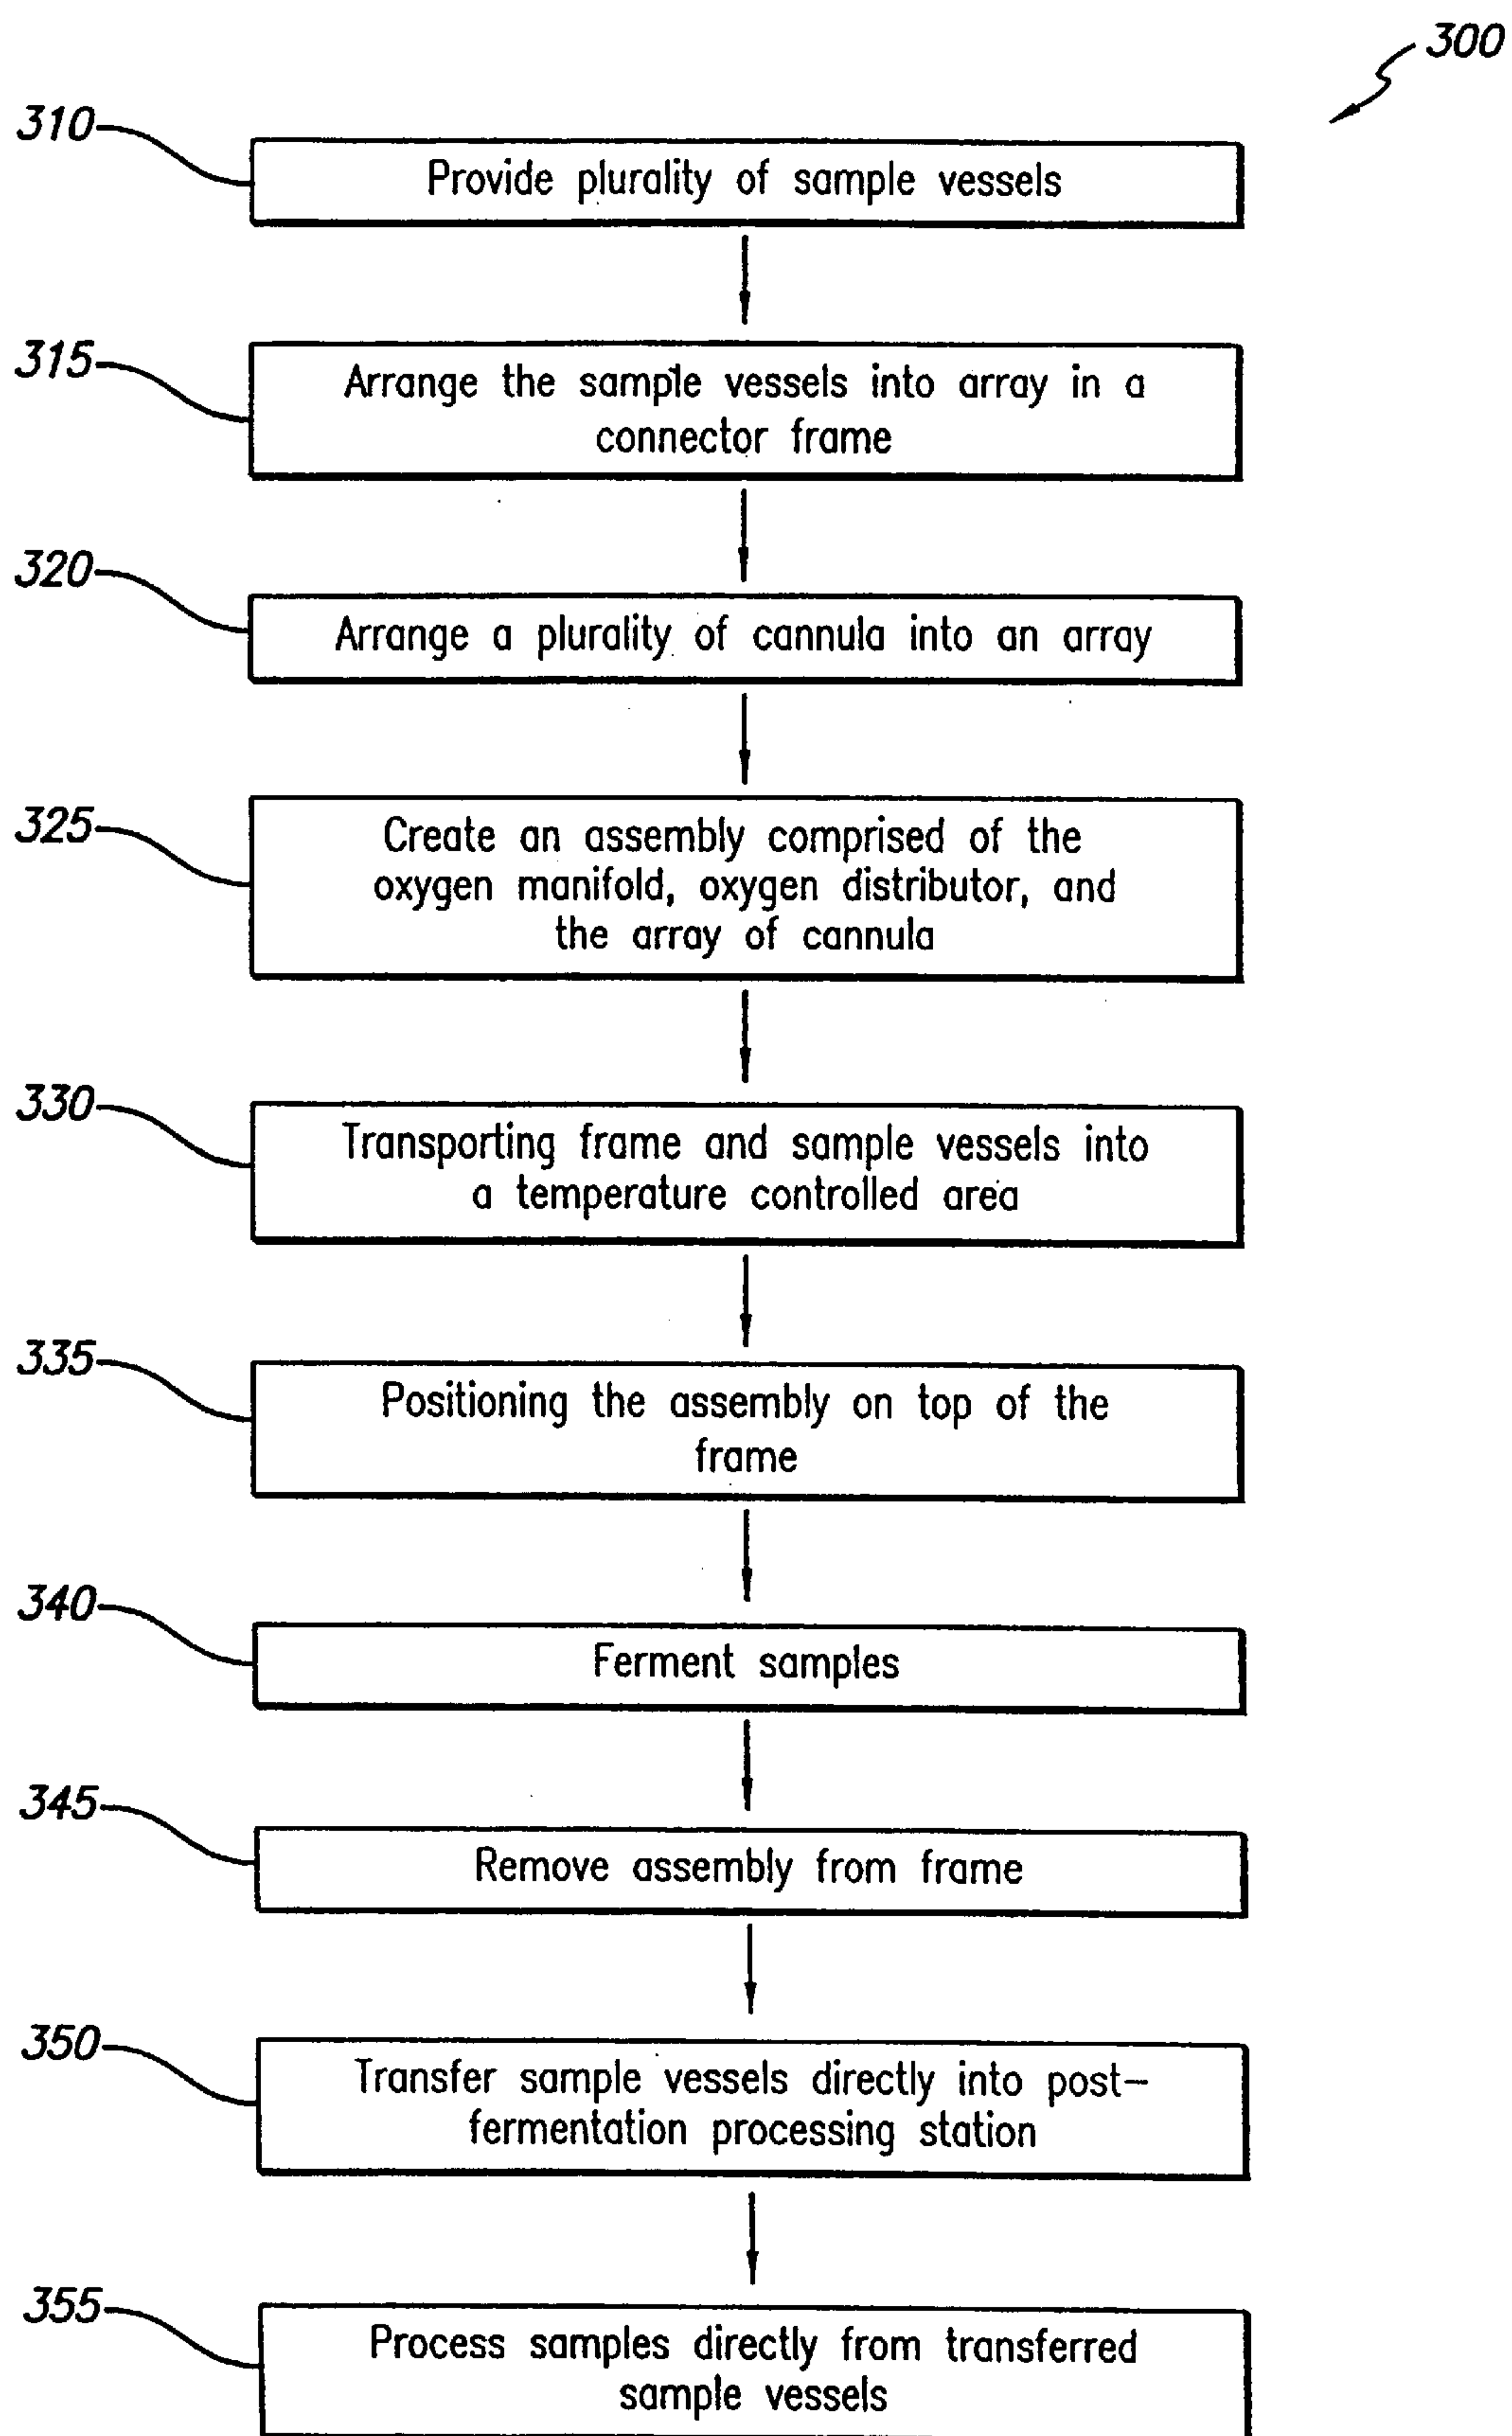 300
310
Provide plurality of sample vessels
315
Arrange the sample vessels into array in a
connector frame
320
Arrange a plurality of cannula into an array
325
Create an assembly comprised of the
oxygen manifold, oxygen distributor, and
the array of cannula
330
Transporting frame and sample vessels into
a temperature controlled area
335
Positioning the assembly on top of the
frame
340
Ferment samples
345
Remove assembly from frame
350
Transfer sample vessels directly into post-
fermentation processing station
355
Process samples directly from transferred
sample vessels